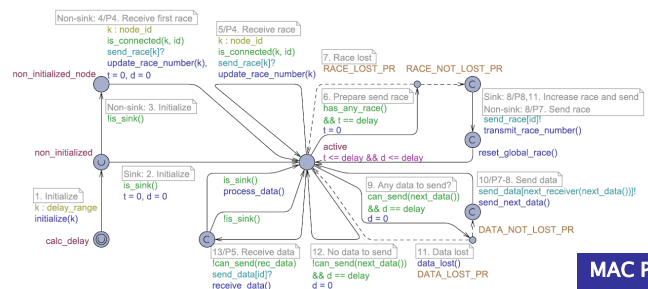 Non-sink: 4/P4. Receive first race
k : node_id
is_connected(k, id)
send_race[k]?
update_race_number(k),
t = 0, d = 0
5/P4. Receive race
k : node_id
is_connected(k, id)
send_race[k]?
update_race_number(k)
7. Race lost
RACE_LOST_PR
RACE_NOT_LOST_PR
non_initialized_node
Non-sink: 3. Initialize
!is_sink()
6. Prepare send race
has_any_race()
&& t == delay
t = 0
C
Sink: 8/P8,11. Increase race and send
Non-sink: 8/P7. Send race
send_race[id]!
transmit_race_number()
C
reset_global_race()
active
t <= delay && d <= delay
non_initialized
U
Sink: 2. Initialize
is_sink()
t = 0, d = 0
1. Initialize
k : delay_range
initialize(k)
calc_delay
U
is_sink()
process_data()
!is_sink()
C
9. Any data to send?
can_send(next_data())
&& d == delay
d = 0
10/P7-8. Send data
send_data[next_receiver(next_data())]!
send_next_data()
C
DATA_NOT_LOST_PR
13/P5. Receive data
!can_send(rec_data)
send_data[id]?
receive_data()
12. No data to send
!can_send(next_data())
&& d == delay
d = 0
11. Data lost
data_lost()
DATA_LOST_PR
MAC P